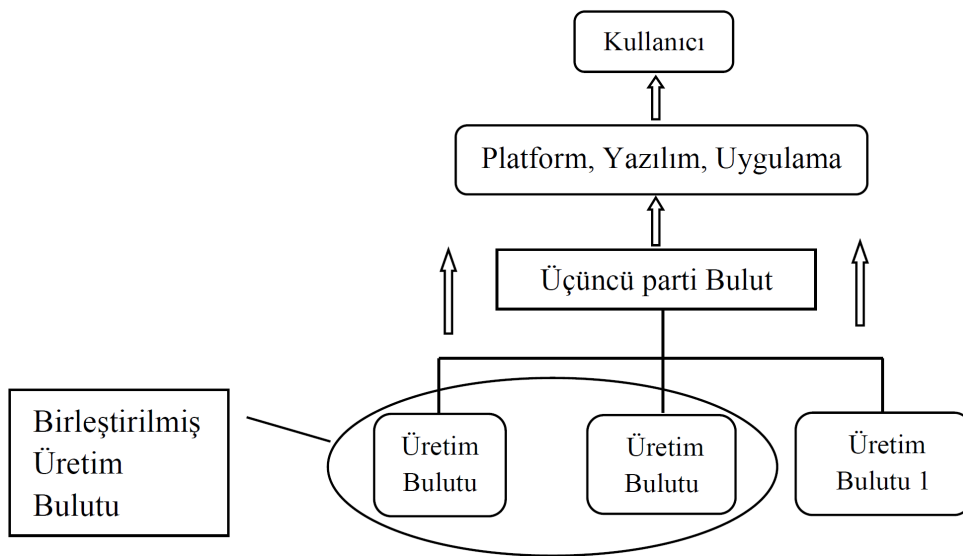 Kullanıcı
Platform, Yazılım, Uygulama
Üçüncü parti Bulut
Birleştirilmiş
Üretim
Bulutu
Üretim
Bulutu
Üretim
Bulutu
Üretim
Bulutu 1